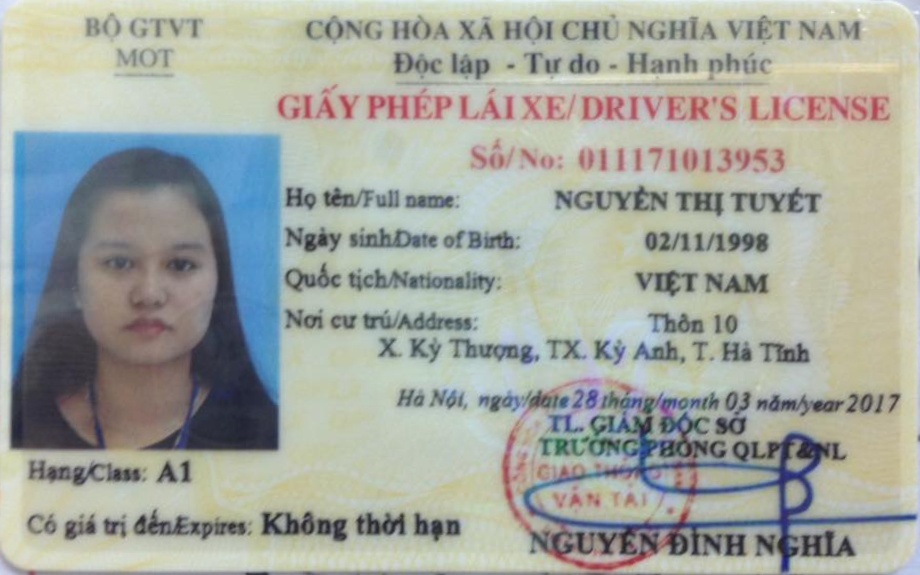 BỘ GTVT
MOT
CỘNG HÒA XÃ HỘI CHỦ NGHĨA VIỆT NAM
Độc lập - Tự do - Hạnh phúc
GIẤY PHÉP LÁI XE/DRIVER'S LICENSE
Số/No: 011171013953
Họ tên/Full name: NGUYỄN THỊ TUYẾT
Ngày sinh/Date of Birth: 02/11/1998
Quốc tịch/Nationality: VIỆT NAM
Nơi cư trú/Address: Thôn 10
X. Kỳ Thượng, TX. Kỳ Anh, T. Hà Tĩnh
Hà Nội, ngày/date 28 tháng/month 03 năm/year 2017
TL. GIÁM ĐỐC SỞ
TRƯỞNG PHÒNG QLPT&NL
GIAO THÔNG
VẬN TẢI
NGUYỄN ĐÌNH NGHĨA
Hạng/Class: A1
Có giá trị đến/Expires: Không thời hạn